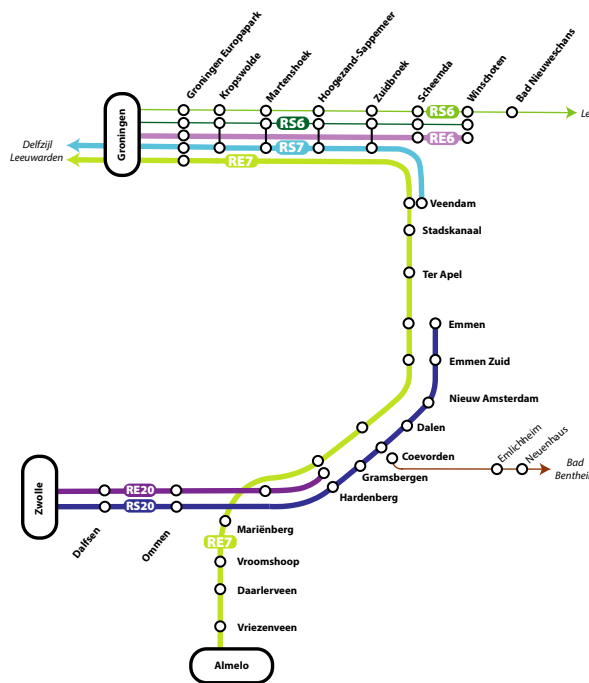 Groningen Europapark
Kropswolde
Martenshoek
Hoogezand-Sappemeer
Zuidbroek
Scheemda
Winschoten
Bad Nieuweschans
Groningen
RS6
Le
RS6
RE6
Delfzijl
Leeuwarden
RS7
RE7
Veendam
Stadskanaal
Ter Apel
Emmen
Emmen Zuid
Nieuw Amsterdam
Dalen
Coevorden
Emlichheim
Neuenhaus
Bad
Bentheim
Gramsbergen
Hardenberg
Zwolle
RE20
RS20
Dalfsen
Ommen
Mariënberg
RE7
Vroomshoop
Daarlerveen
Vriezenveen
Almelo